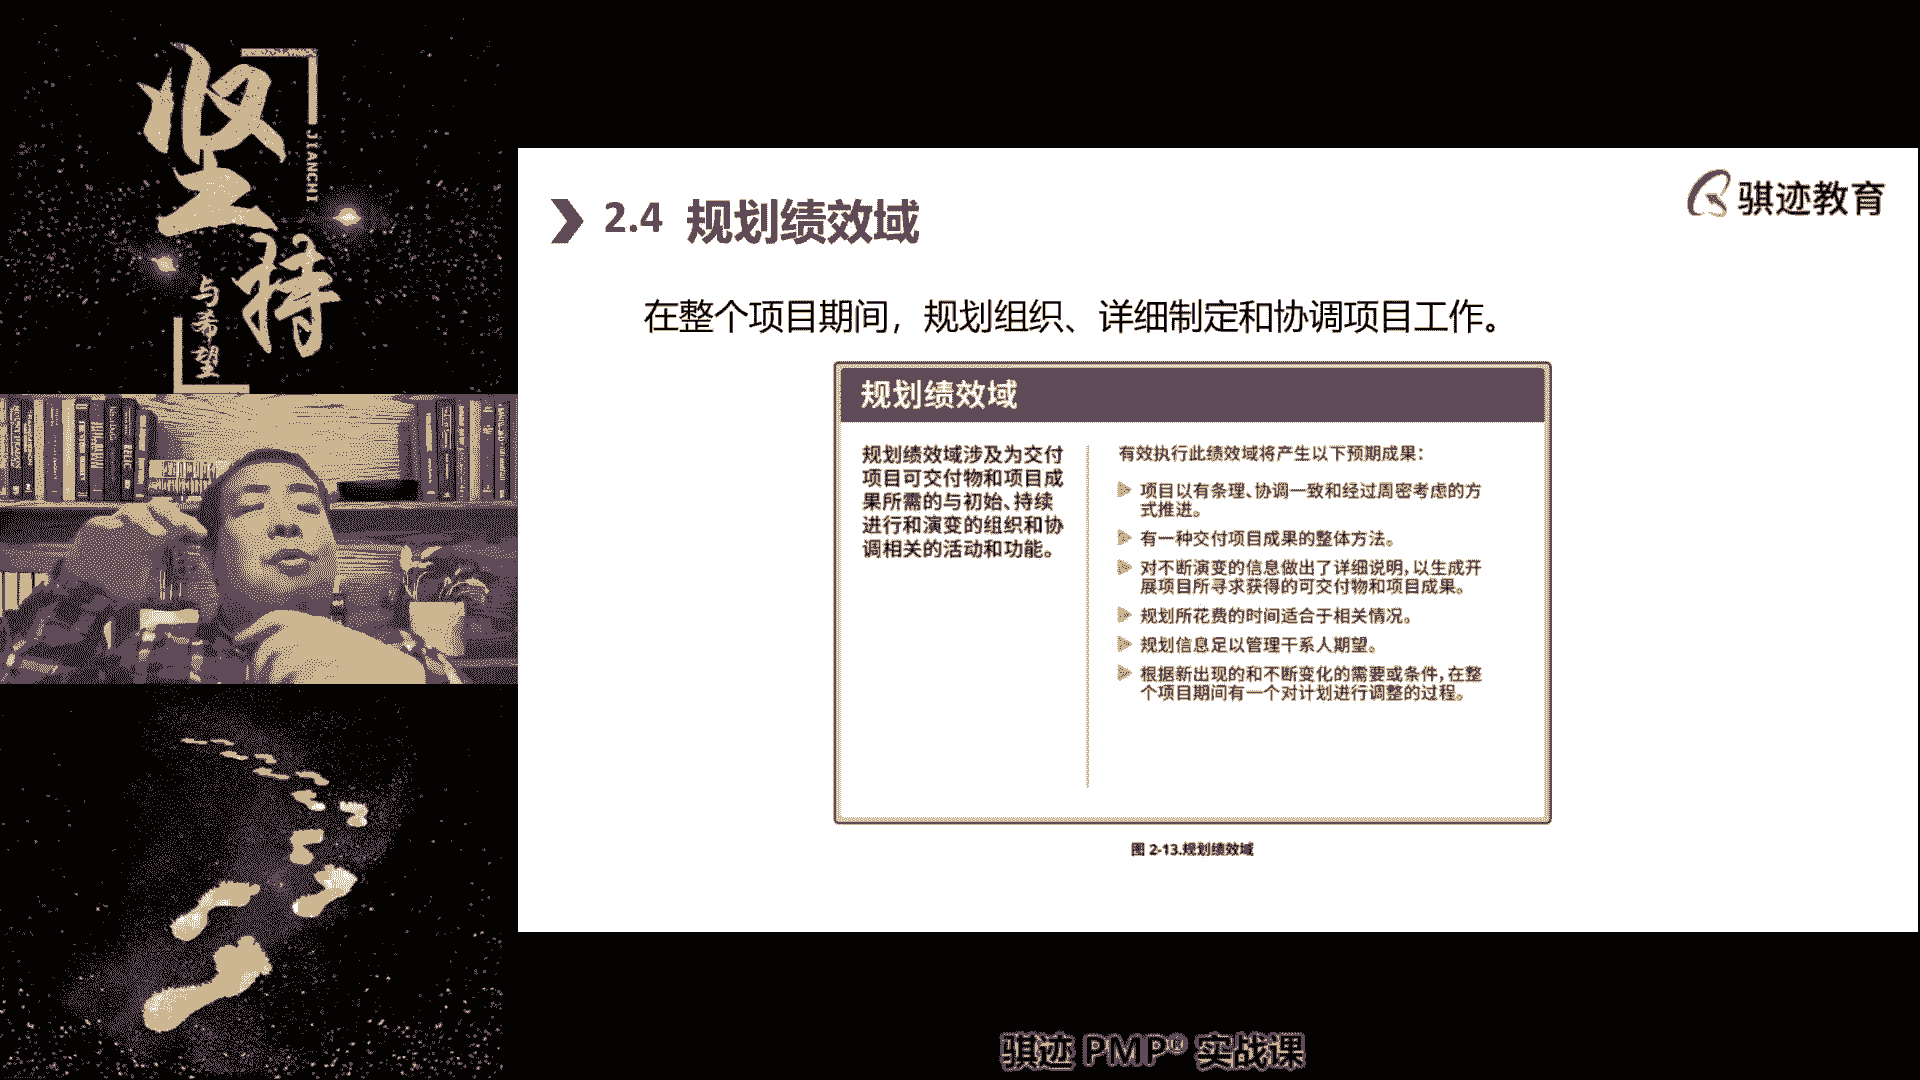 坚持
JIANCHI
与希望
骐迹教育
2.4 规划绩效域
在整个项目期间，规划组织、详细制定和协调项目工作。
规划绩效域
规划绩效域涉及为交付
项目可交付物和项目成
果所需的与初始、持续
进行和演变的组织和协
调相关的活动和功能。
有效执行此绩效域将产生以下预期成果：
项目以有条理、协调一致和经过周密考虑的方
式推进。
有一种交付项目成果的整体方法。
对不断演变的信息做出了详细说明，以生成开
展项目所寻求获得的可交付物和项目成果。
规划所花费的时间适合于相关情况。
规划信息足以管理干系人期望。
根据新出现的和不断变化的需要或条件，在整
个项目期间有一个对计划进行调整的过程。
图 2-13.规划绩效域
骐迹 PMP® 实战课